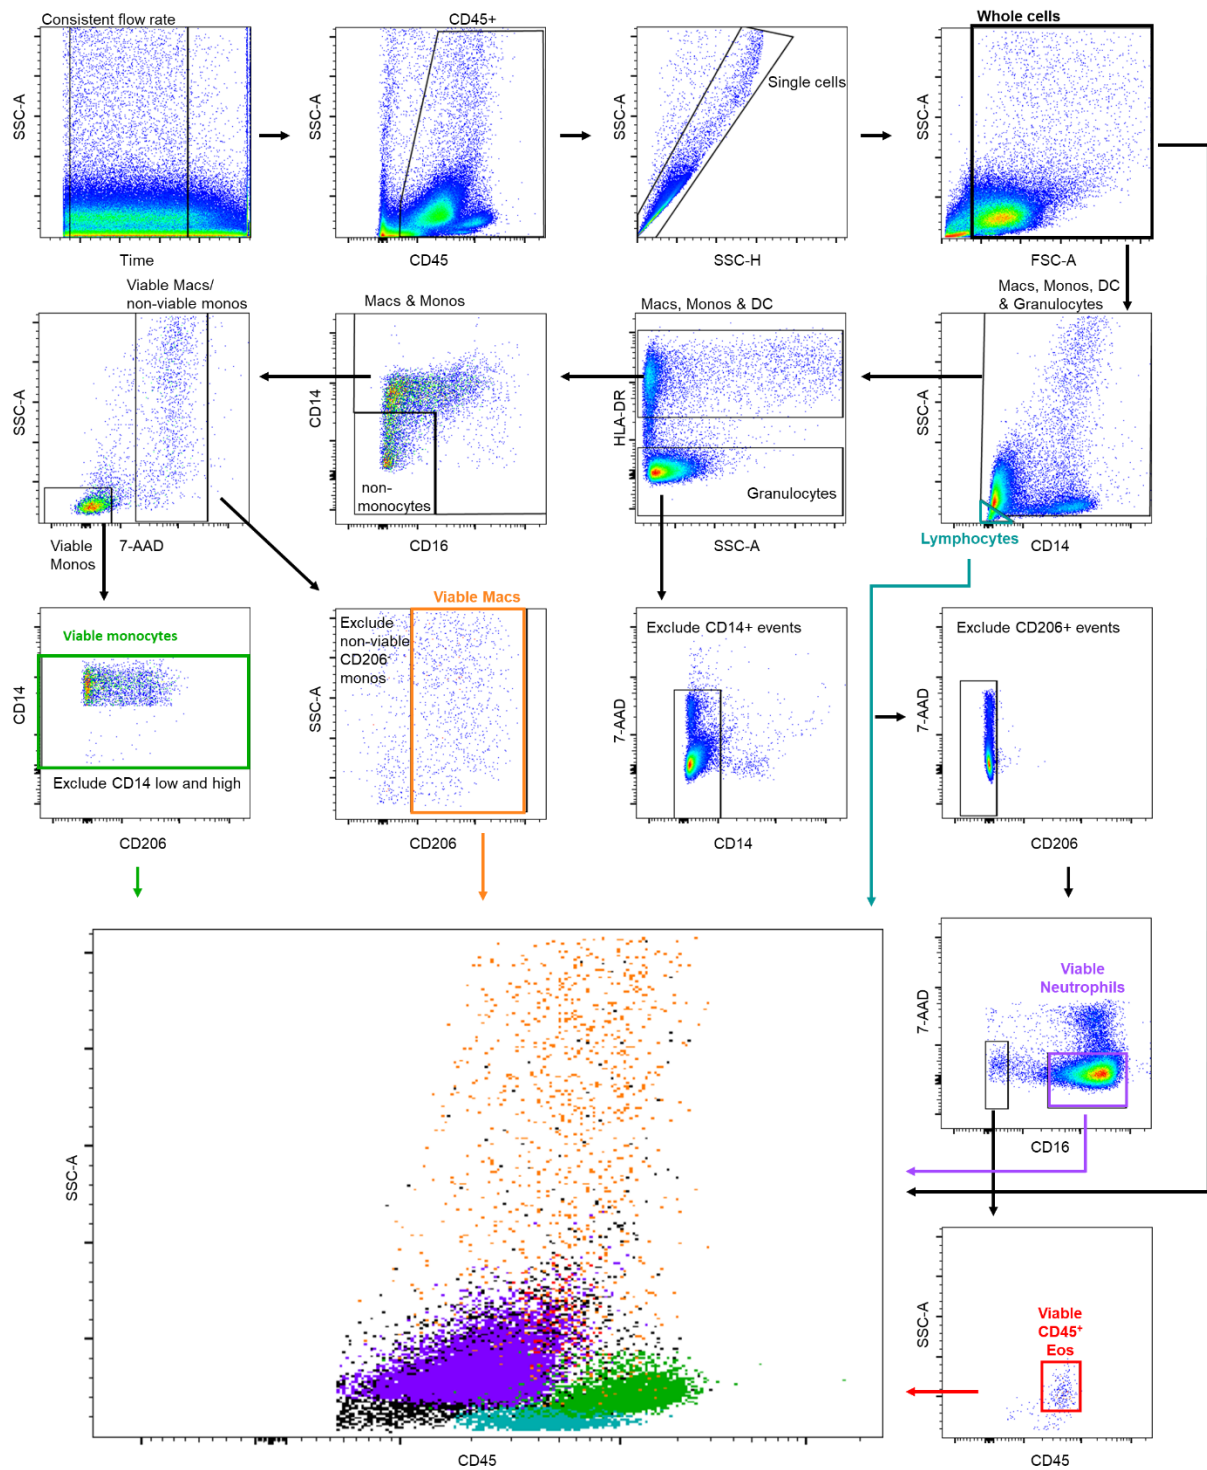 Consistent flow rate
SSC-A
Time
CD45+
SSC-A
CD45
Single cells
SSC-A
SSC-H
Whole cells
SSC-A
FSC-A
Viable Macs/
non-viable monos
SSC-A
Viable
Monos
7-AAD
Macs & Monos
CD14
non-
monocytes
CD16
Macs, Monos & DC
HLA-DR
Granulocytes
SSC-A
Macs, Monos, DC
& Granulocytes
SSC-A
Lymphocytes
CD14
Viable monocytes
CD14
Exclude CD14 low and high
CD206
Viable Macs
Exclude
non-viable
CD206
monos
SSC-A
CD206
Exclude CD14+ events
7-AAD
CD14
Exclude CD206+ events
7-AAD
CD206
SSC-A
CD45
Viable
Neutrophils
7-AAD
CD16
SSC-A
Viable
CD45⁺
Eos
CD45